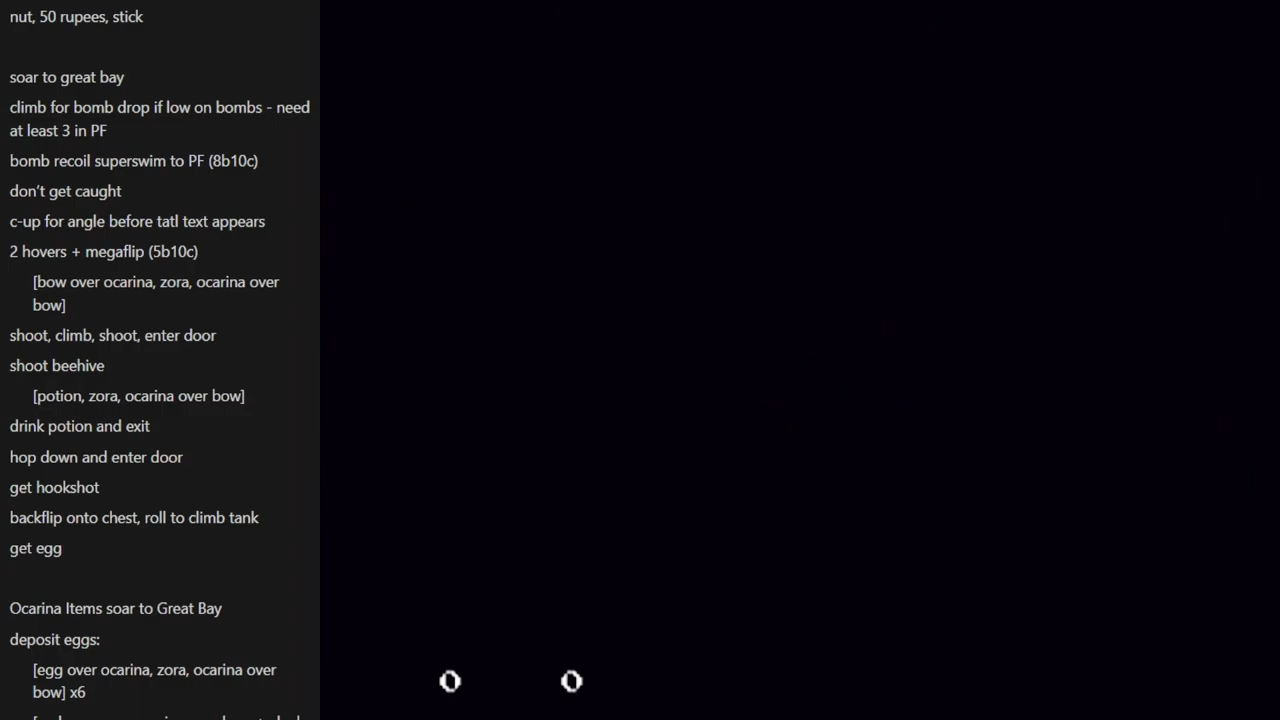 nut, 50 rupees, stick
soar to great bay
climb for bomb drop if low on bombs - need
at least 3 in PF
bomb recoil superswim to PF (8b10c)
don't get caught
c-up for angle before tatl text appears
2 hovers + megaflip (5b10c)
[bow over ocarina, zora, ocarina over
bow]
shoot, climb, shoot, enter door
shoot beehive
[potion, zora, ocarina over bow]
drink potion and exit
hop down and enter door
get hookshot
backflip onto chest, roll to climb tank
get egg
Ocarina Items soar to Great Bay
deposit eggs:
[egg over ocarina, zora, ocarina over
bow] x6
0 0